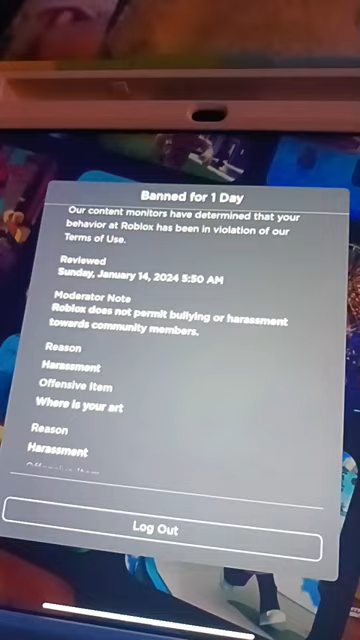 Banned for 1 Day
Our content monitors have determined that your
behavior at Roblox has been in violation of our
Terms of Use.
Reviewed
Sunday, January 14, 2024 5:50 AM
Moderator Note
Roblox does not permit bullying or harassment
towards community members.
Reason
Harassment
Offensive Item
Where is your art
Reason
Harassment
Log Out